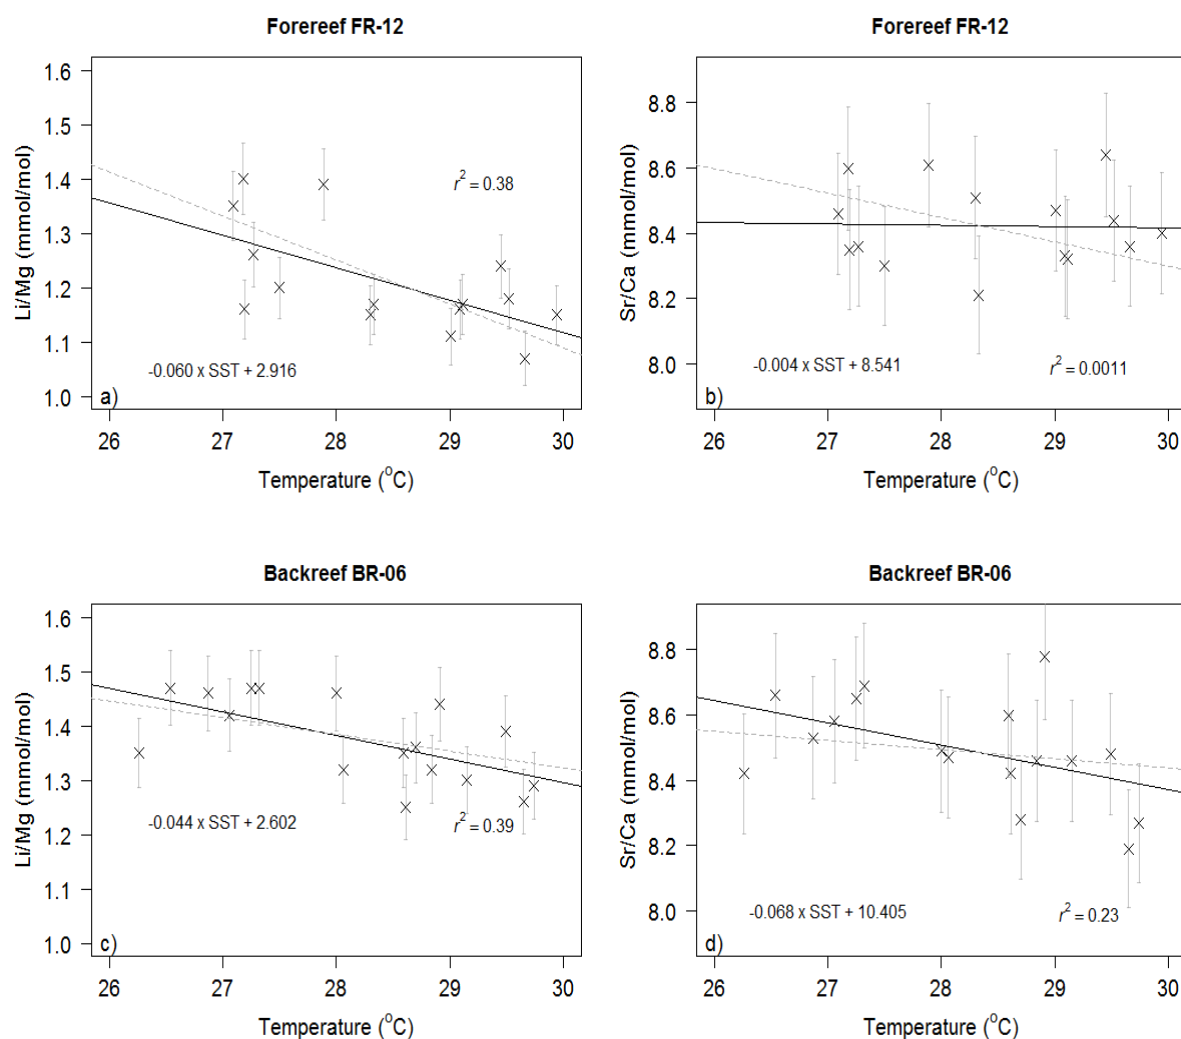 Forereef FR-12
Li/Mg (mmol/mol)
1.6
1.5
1.4
1.3
1.2
1.1
1.0
r² = 0.38
-0.060 x SST + 2.916
a)
26 27 28 29 30
Temperature (°C)
Forereef FR-12
Sr/Ca (mmol/mol)
8.8
8.6
8.4
8.2
8.0
-0.004 x SST + 8.541
r² = 0.0011
b)
26 27 28 29 30
Temperature (°C)
Backreef BR-06
Li/Mg (mmol/mol)
1.6
1.5
1.4
1.3
1.2
1.1
1.0
-0.044 x SST + 2.602
r² = 0.39
c)
26 27 28 29 30
Temperature (°C)
Backreef BR-06
Sr/Ca (mmol/mol)
8.8
8.6
8.4
8.2
8.0
-0.068 x SST + 10.405
r² = 0.23
d)
26 27 28 29 30
Temperature (°C)